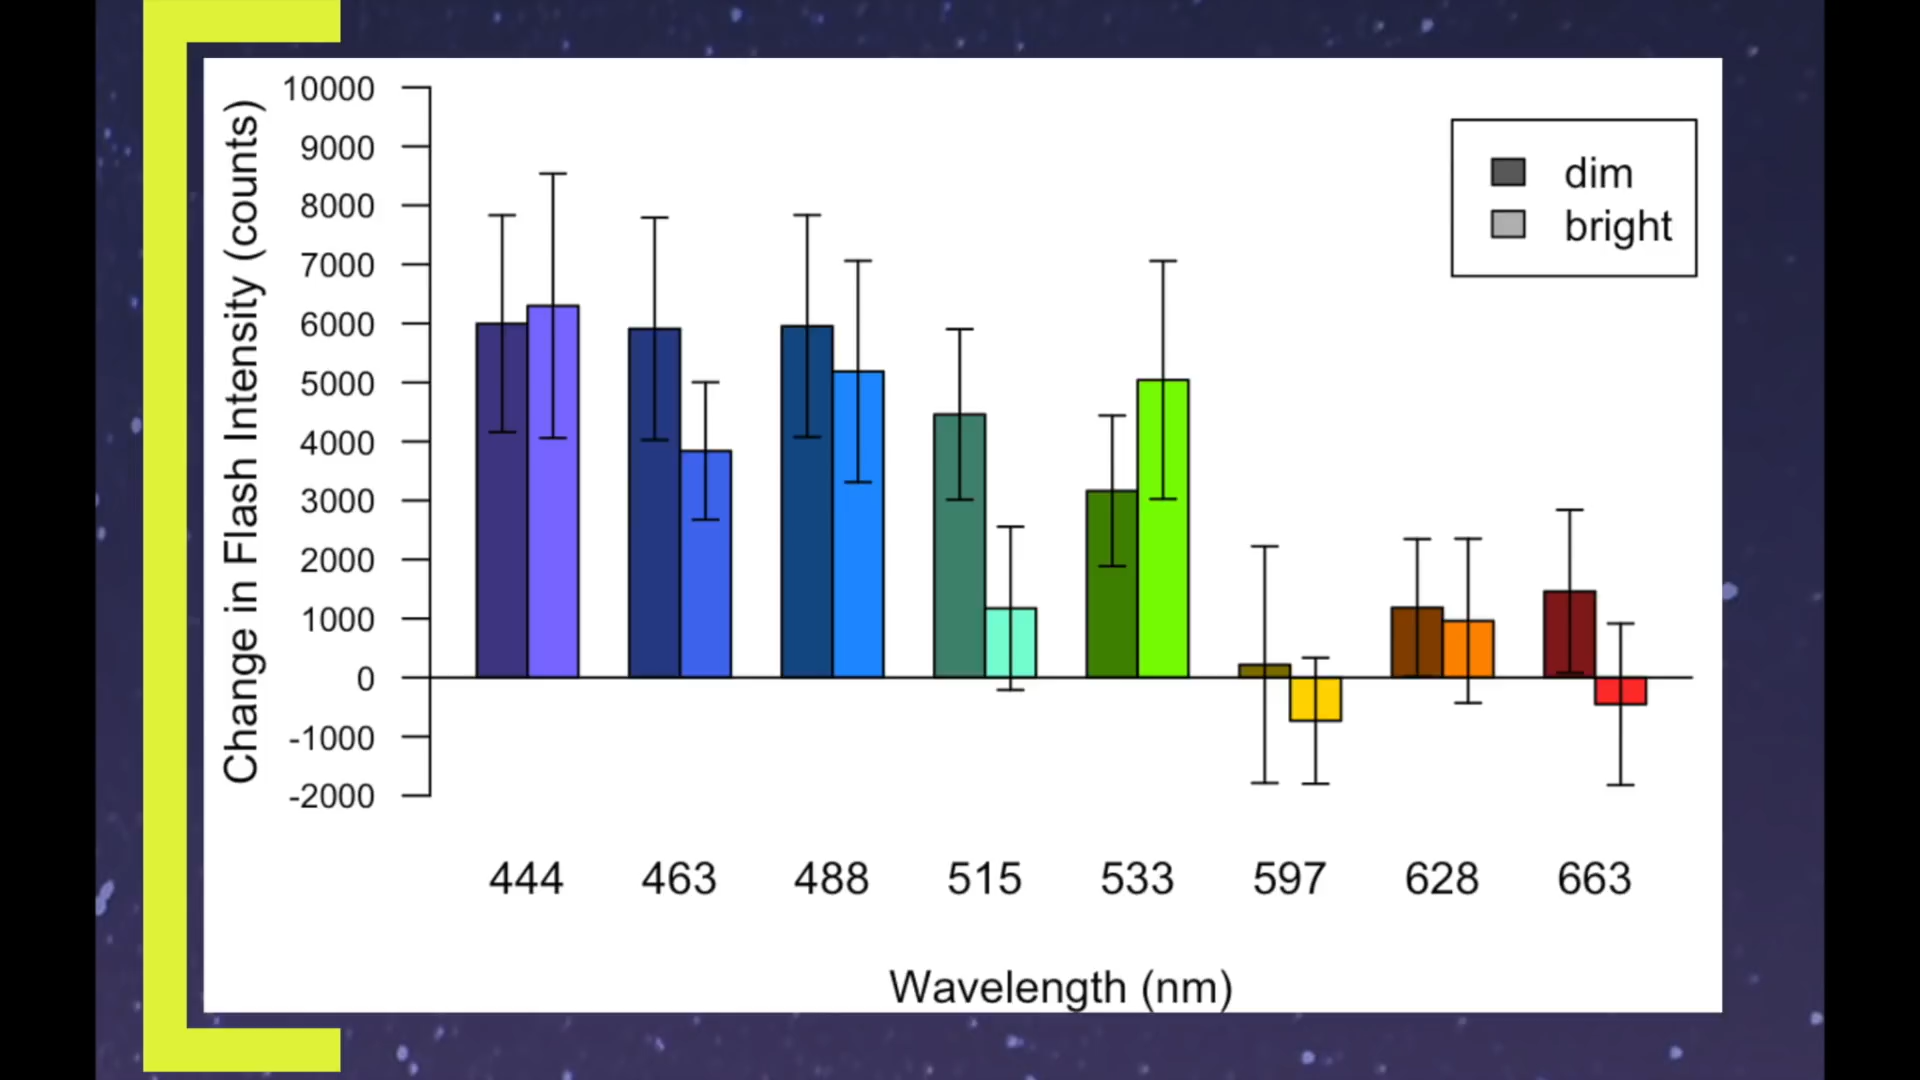 Change in Flash Intensity (counts)
10000
9000
8000
7000
6000
5000
4000
3000
2000
1000
0
-1000
-2000
dim
bright
444 463 488 515 533 597 628 663
Wavelength (nm)